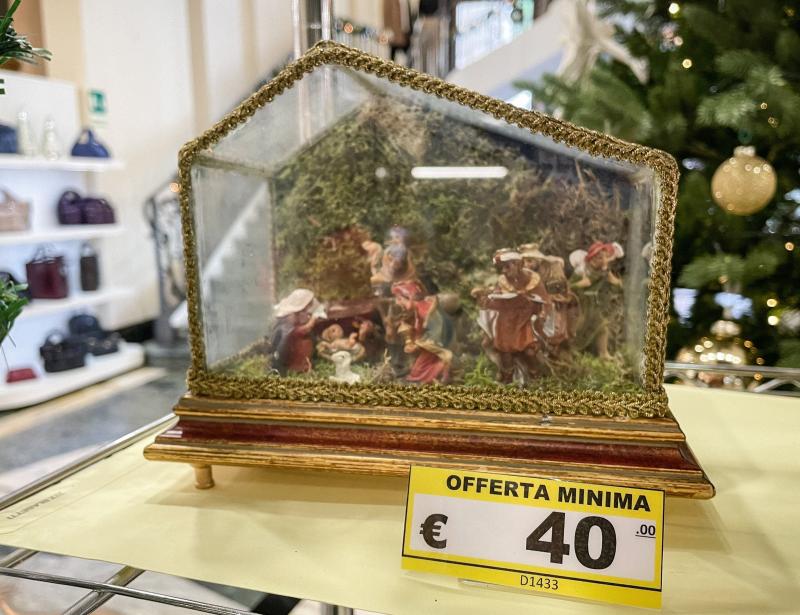 OFFERTA MINIMA
€ 40 .00
D1433